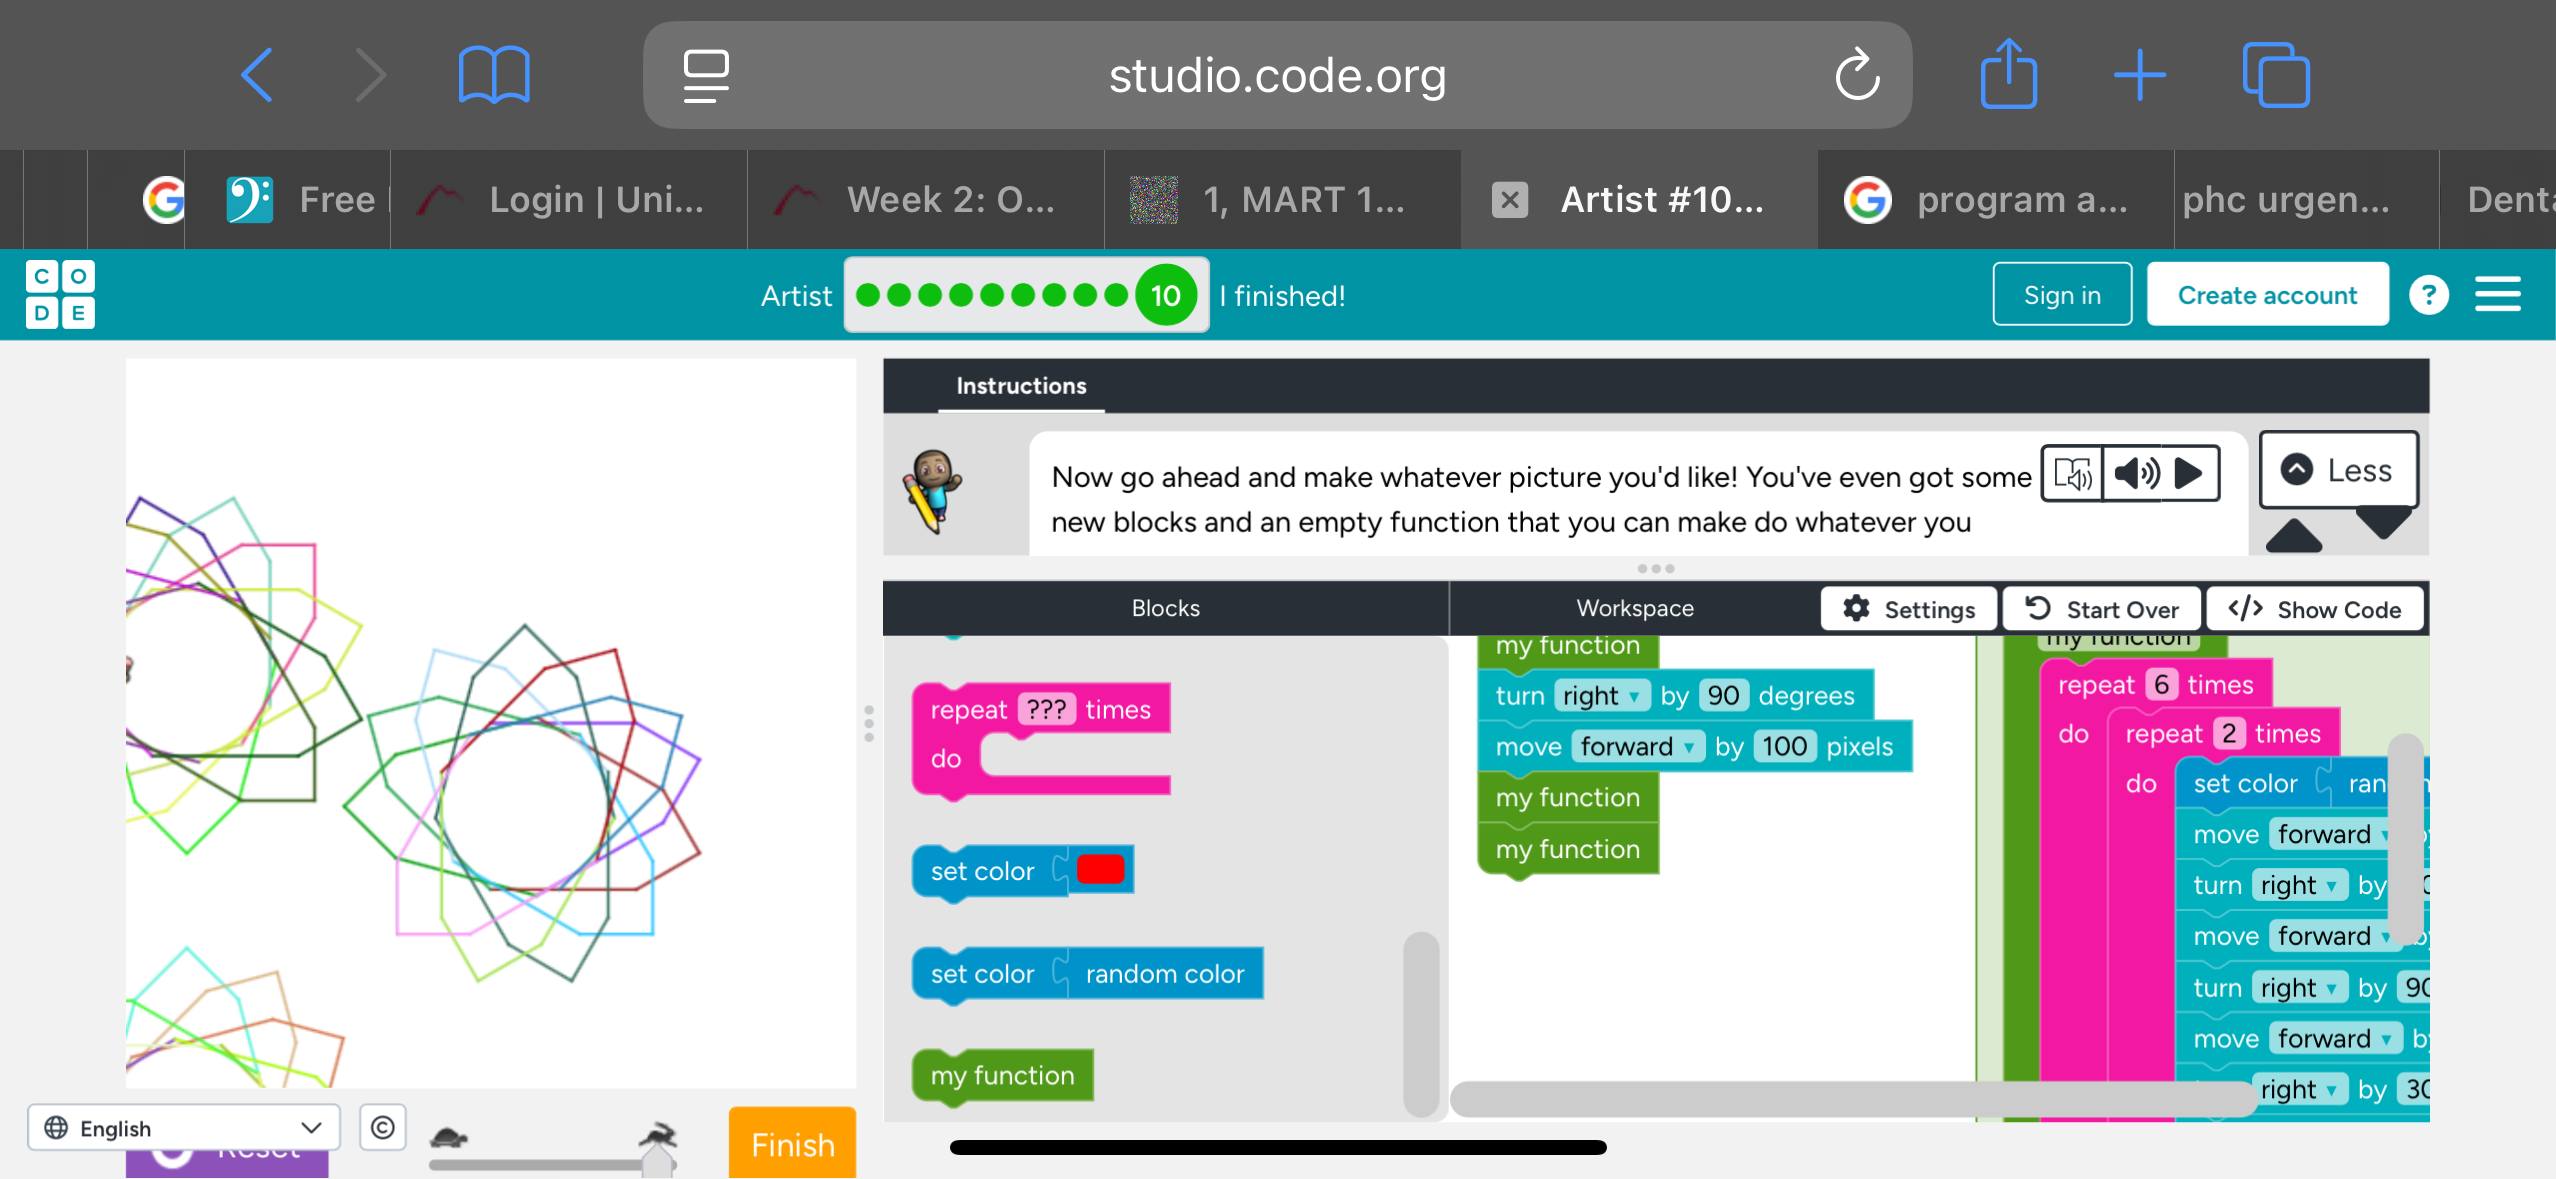 studio.code.org
Free
Login | Uni...
Week 2: O...
1, MART 1...
Artist #10...
program a...
phc urgen...
Denta
C O
D E
Artist
10
I finished!
Sign in
Create account
?
Instructions
Now go ahead and make whatever picture you'd like! You've even got some
new blocks and an empty function that you can make do whatever you
Less
Blocks
Workspace
Settings
Start Over
Show Code
repeat ??? times
do
set color
set color random color
my function
my function
turn right by 90 degrees
move forward by 100 pixels
my function
my function
my function
repeat 6 times
do repeat 2 times
do set color ran
move forward
turn right by
move forward
turn right by 90
move forward b
right by 30
English
©
Reset
Finish